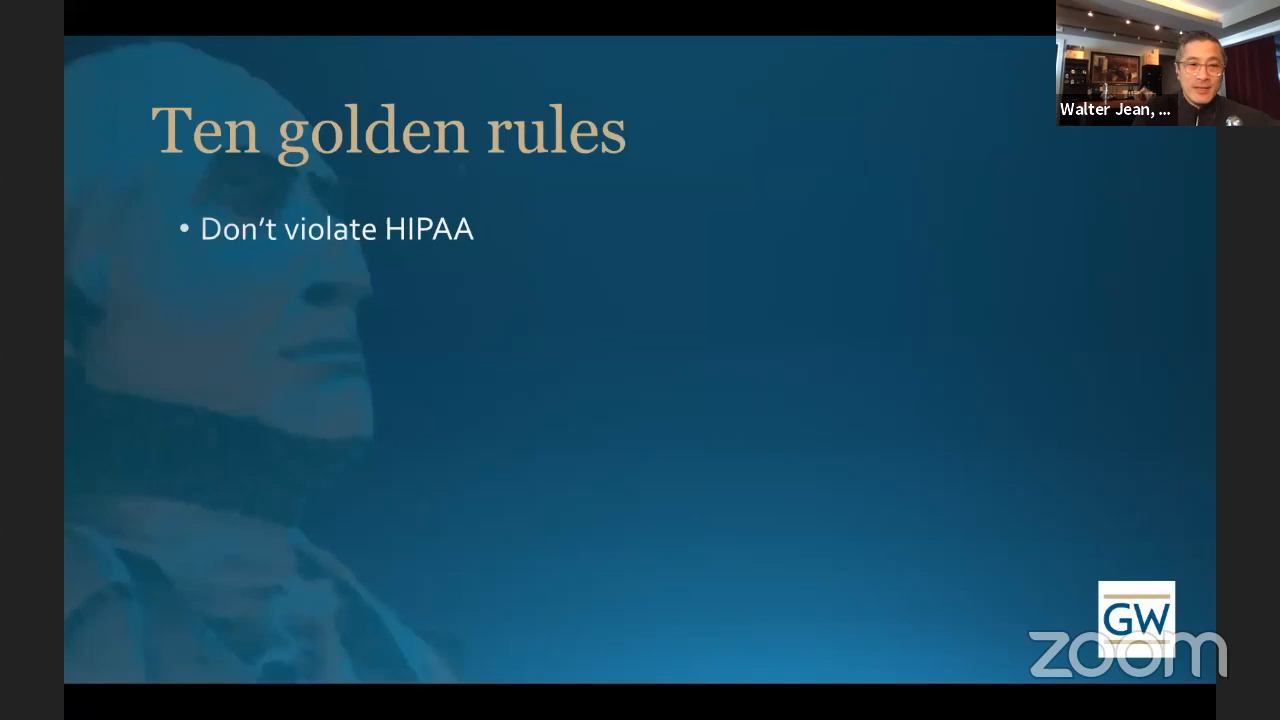 Walter Jean, ...
Ten golden rules
• Don't violate HIPAA
GW
zoom